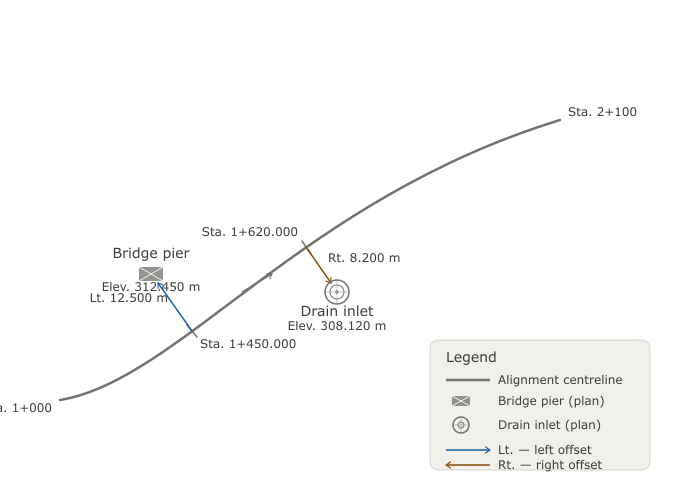 Sta. 2+100
Sta. 1+620.000
Bridge pier
Rt. 8.200 m
Elev. 312.450 m
Lt. 12.500 m
Drain inlet
Elev. 308.120 m
Sta. 1+450.000
a. 1+000
Legend
Alignment centreline
Bridge pier (plan)
Drain inlet (plan)
Lt. — left offset
Rt. — right offset